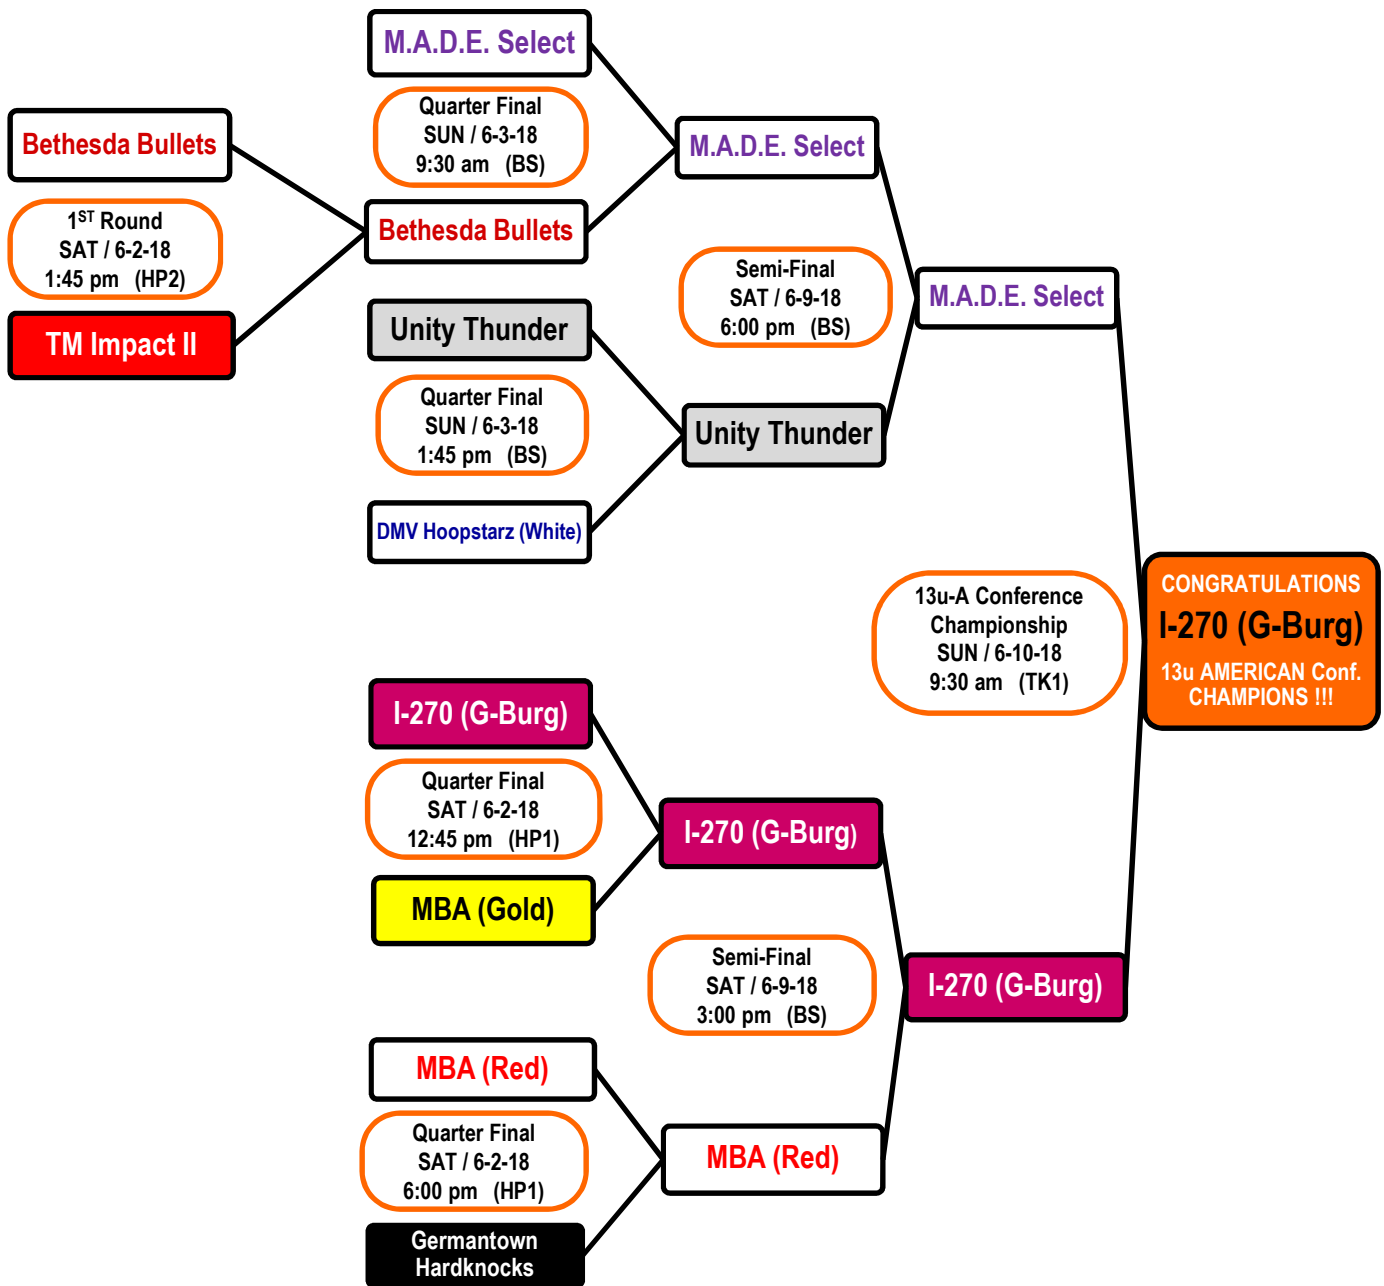 M.A.D.E. Select
Quarter Final
SUN / 6-3-18
9:30 am (BS)
Bethesda Bullets
M.A.D.E. Select
1ST Round
SAT / 6-2-18
1:45 pm (HP2)
Bethesda Bullets
TM Impact II
Semi-Final
SAT / 6-9-18
6:00 pm (BS)
M.A.D.E. Select
Unity Thunder
Quarter Final
SUN / 6-3-18
1:45 pm (BS)
Unity Thunder
DMV Hoopstarz (White)
13u-A Conference
Championship
SUN / 6-10-18
9:30 am (TK1)
CONGRATULATIONS
I-270 (G-Burg)
13u AMERICAN Conf.
CHAMPIONS !!!
I-270 (G-Burg)
Quarter Final
SAT / 6-2-18
12:45 pm (HP1)
I-270 (G-Burg)
MBA (Gold)
Semi-Final
SAT / 6-9-18
3:00 pm (BS)
I-270 (G-Burg)
MBA (Red)
Quarter Final
SAT / 6-2-18
6:00 pm (HP1)
MBA (Red)
Germantown
Hardknocks